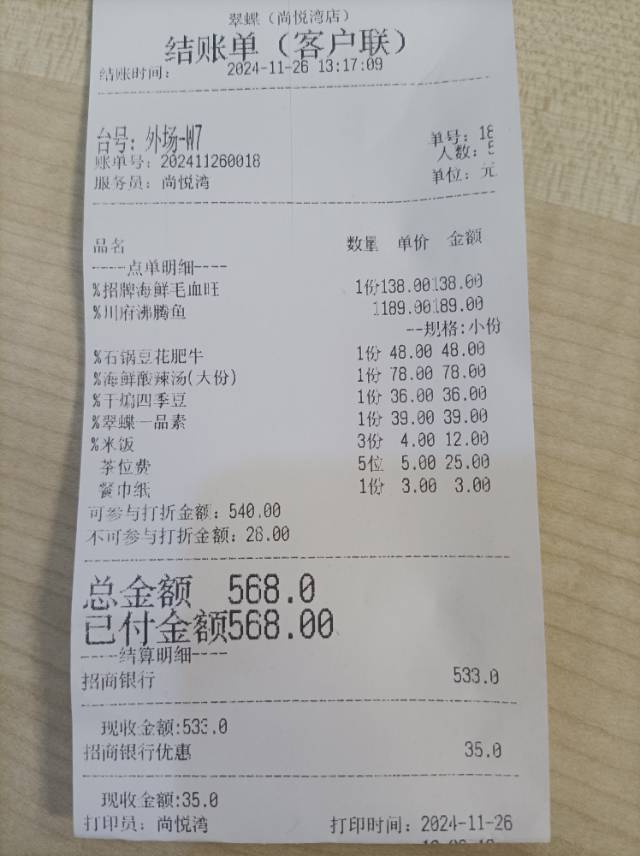 翠蝶（尚悦湾店）
结账单（客户联）
结账时间： 2024-11-26 13:17:09
台号：外场-W7 单号：18
账单号：202411260018 人数：5
服务员：尚悦湾 单位：元
品名 数量 单价 金额
----点单明细----
%招牌海鲜毛血旺 1份138.00138.00
%川府沸腾鱼 1189.00189.00
--规格:小份
%石锅豆花肥牛 1份 48.00 48.00
%海鲜酸辣汤(大份) 1份 78.00 78.00
%干煸四季豆 1份 36.00 36.00
%翠蝶一品素 1份 39.00 39.00
%米饭 3份 4.00 12.00
茶位费 5位 5.00 25.00
餐巾纸 1份 3.00 3.00
可参与打折金额：540.00
不可参与打折金额：28.00
总金额 568.0
已付金额568.00
----结算明细----
招商银行 533.0
现收金额:533.0
招商银行优惠 35.0
现收金额:35.0
打印员：尚悦湾 打印时间：2024-11-26